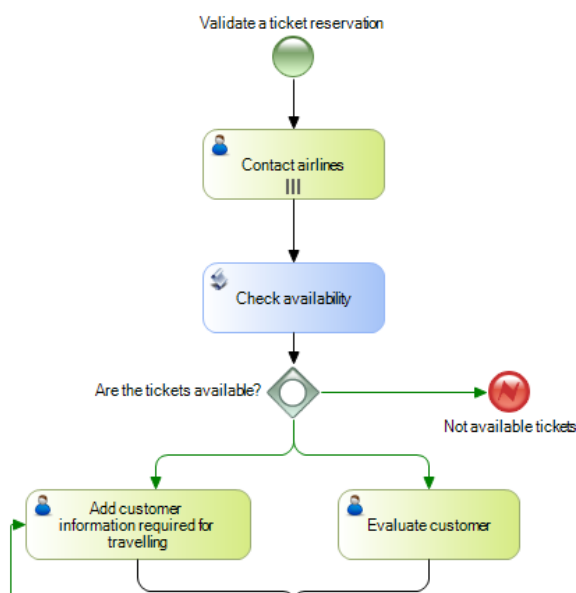 Validate a ticket reservation
Contact airlines
Check availability
Are the tickets available?
Not available tickets
Add customer
information required for
travelling
Evaluate customer